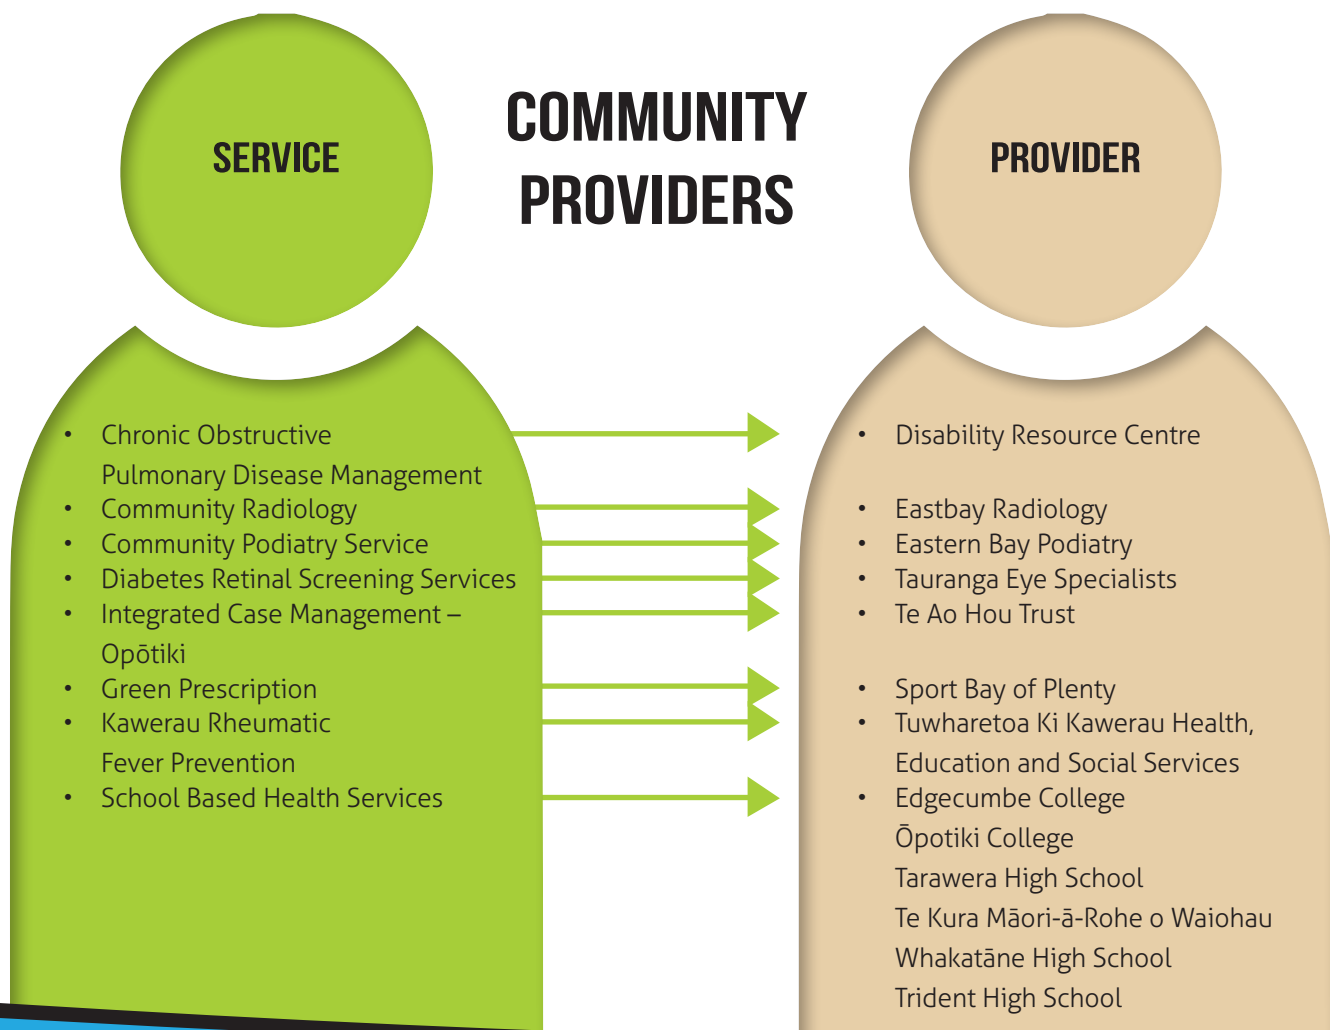 COMMUNITY
PROVIDERS
SERVICE
• Chronic Obstructive
Pulmonary Disease Management
• Community Radiology
• Community Podiatry Service
• Diabetes Retinal Screening Services
• Integrated Case Management –
Opōtiki
• Green Prescription
• Kawerau Rheumatic
Fever Prevention
• School Based Health Services
PROVIDER
• Disability Resource Centre
• Eastbay Radiology
• Eastern Bay Podiatry
• Tauranga Eye Specialists
• Te Ao Hou Trust
• Sport Bay of Plenty
• Tuwharetoa Ki Kawerau Health,
Education and Social Services
• Edgecumbe College
Ōpotiki College
Tarawera High School
Te Kura Māori-ā-Rohe o Waiohau
Whakatāne High School
Trident High School